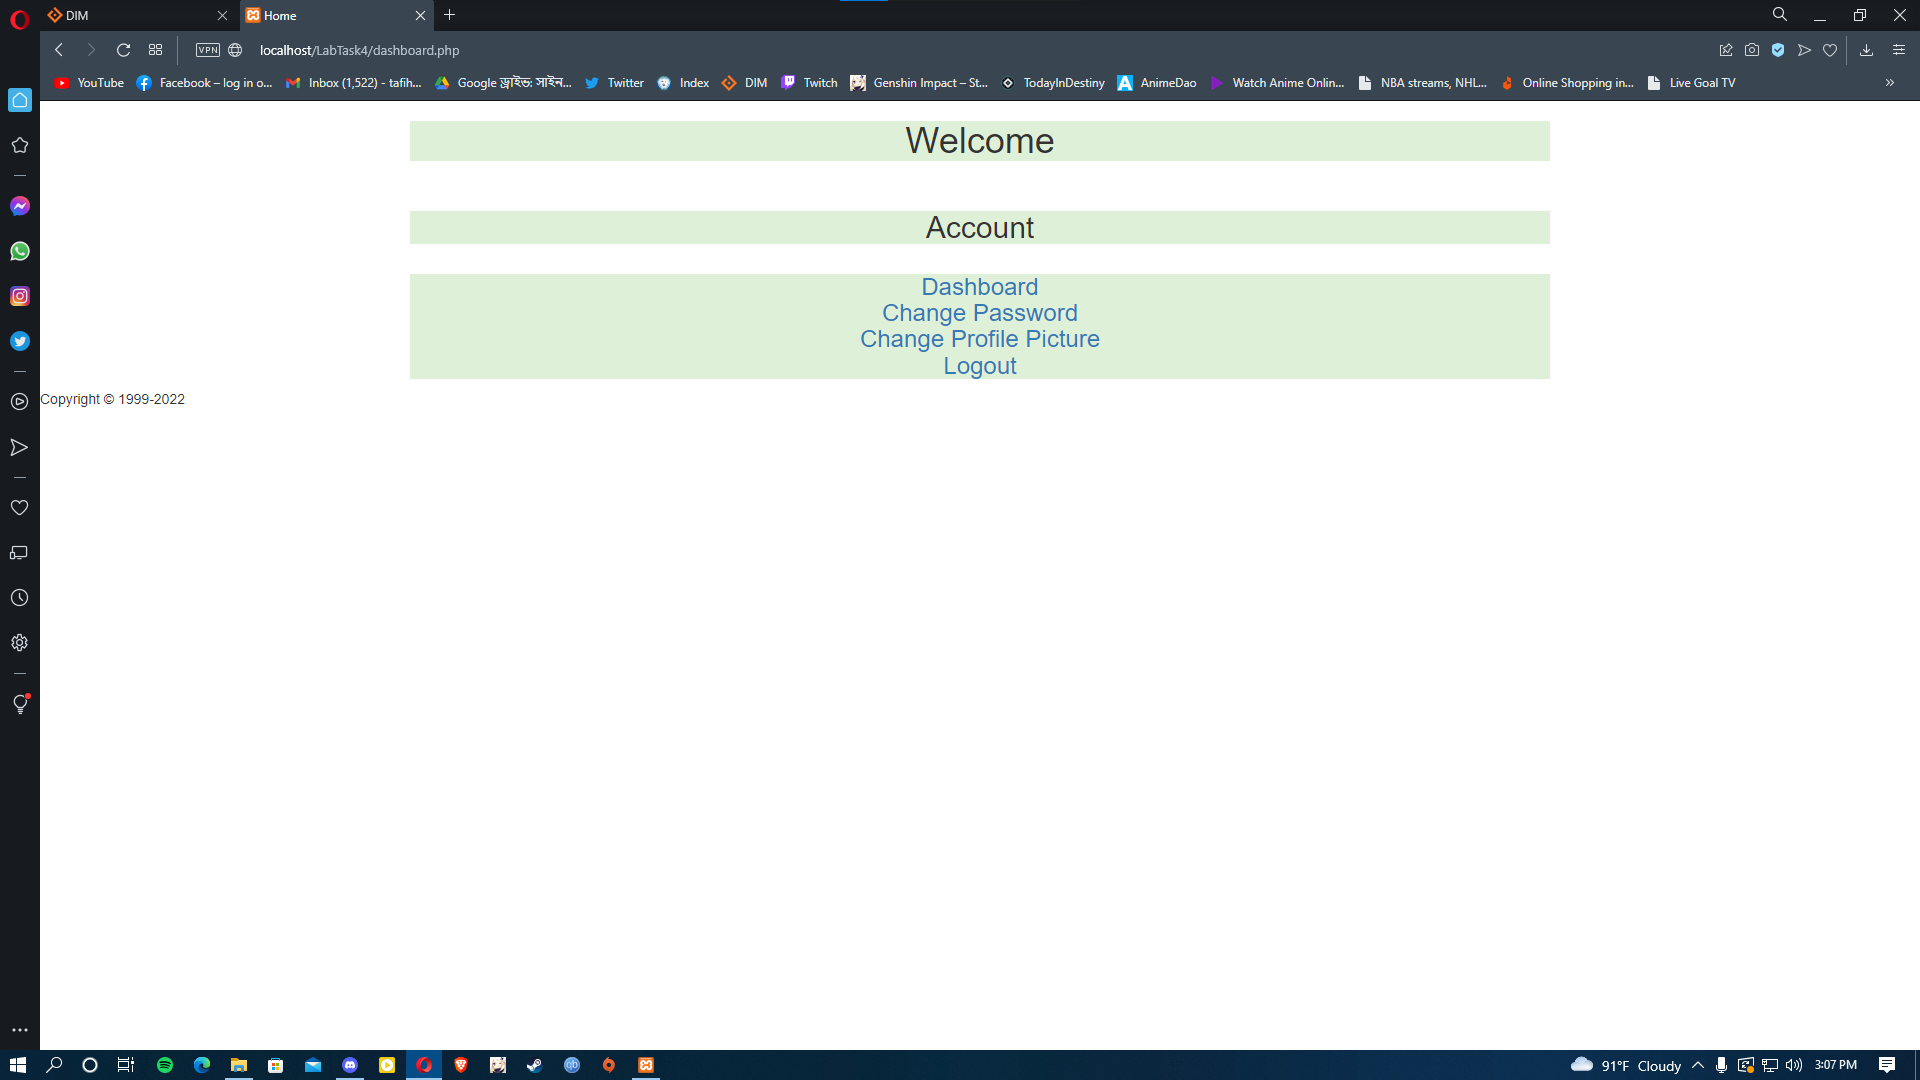 DIM
Home
VPN
localhost/LabTask4/dashboard.php
YouTube
Facebook – log in o...
Inbox (1,522) - tafih...
Google ড্রাইভ: সাইন...
Twitter
Index
DIM
Twitch
Genshin Impact – St...
TodayInDestiny
AnimeDao
Watch Anime Onlin...
NBA streams, NHL...
Online Shopping in...
Live Goal TV
Welcome
Account
Dashboard
Change Password
Change Profile Picture
Logout
Copyright © 1999-2022
91°F Cloudy
3:07 PM